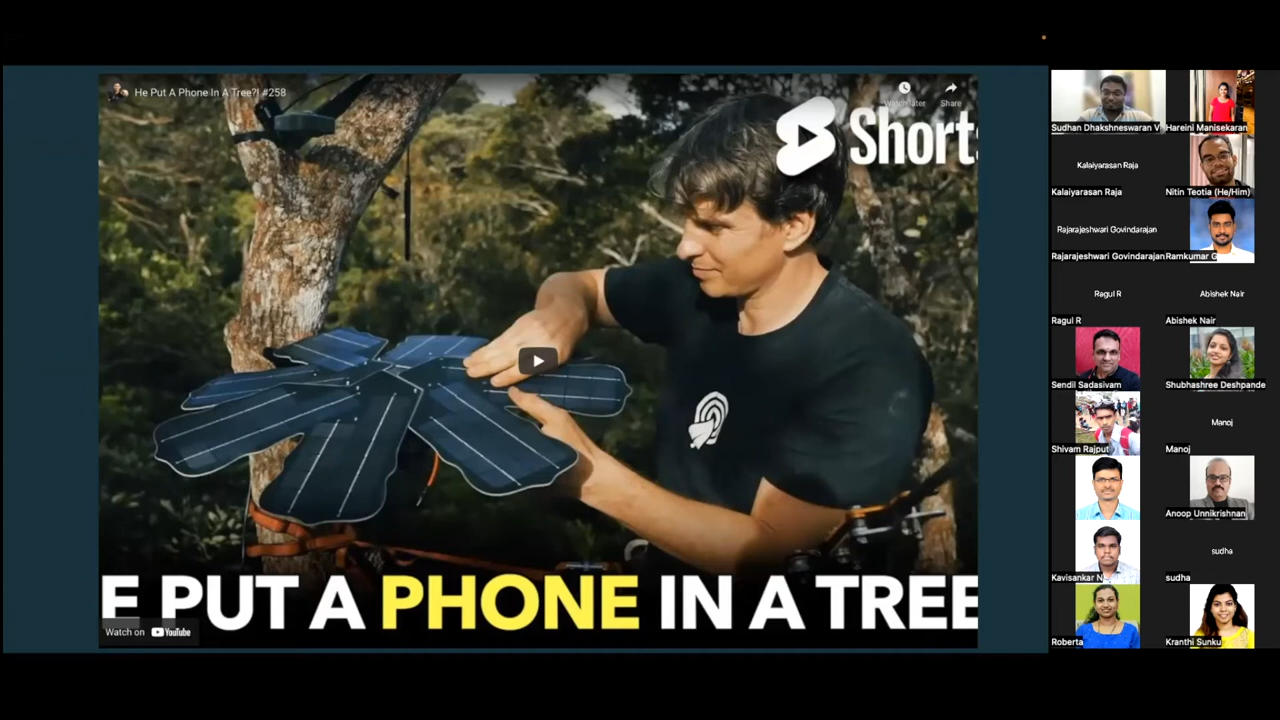 He Put A Phone In A Tree?! #258
Watch later
Share
Shorts
E PUT A PHONE IN A TREE
Watch on YouTube
Sudhan Dhakshneswaran V
Hareini Manisekaran
Kalaiyarasan Raja
Kalaiyarasan Raja
Nitin Teotia (He/Him)
Rajarajeshwari Govindarajan
Rajarajeshwari Govindarajan
Ramkumar G
Ragul R
Abishek Nair
Ragul R
Abishek Nair
Sendil Sadasivam
Shubhashree Deshpande
Manoj
Shivam Rajput
Manoj
Anoop Unnikrishnan
sudha
Kavisankar N
sudha
Roberta
Kranthi Sunku